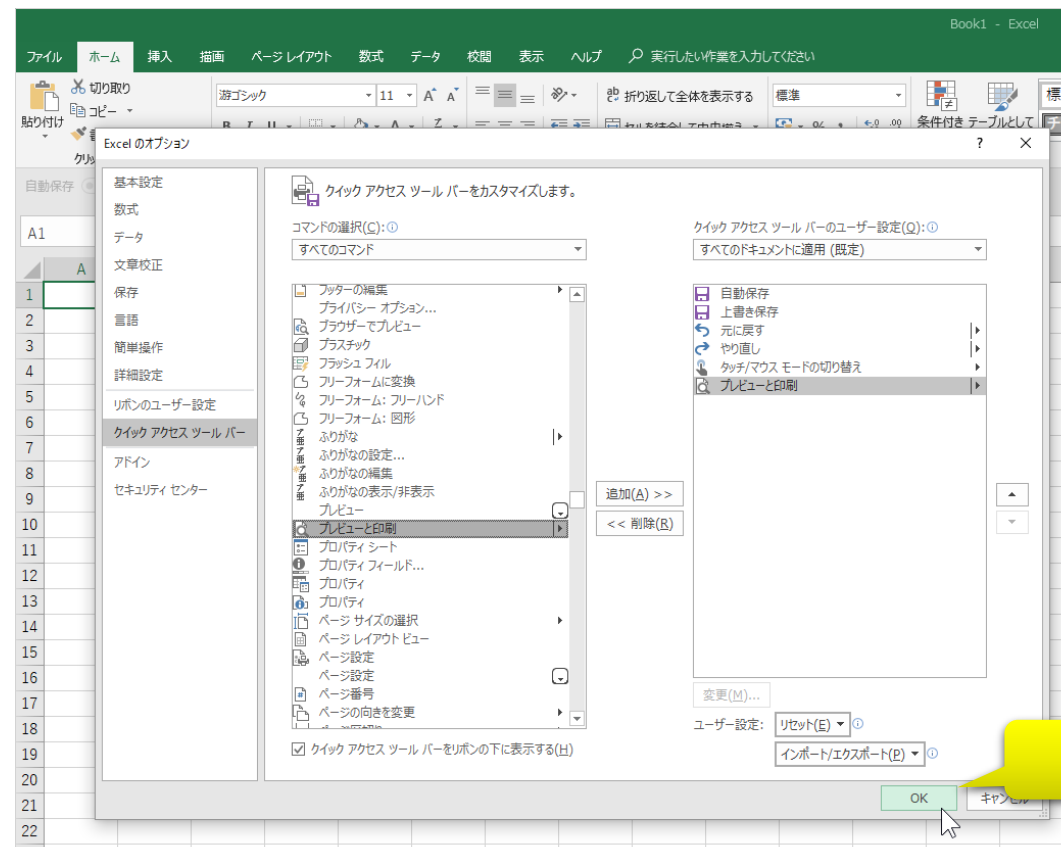 Book1 - Excel
ファイル ホーム 挿入 描画 ページ レイアウト 数式 データ 校閲 表示 ヘルプ 実行したい作業を入力してください
切り取り
コピー
貼り付け
游ゴシック 11 A A
折り返して全体を表示する
標準
条件付き テーブルとして
Excel のオプション ? ×
自動保存
A1
A
1
2
3
4
5
6
7
8
9
10
11
12
13
14
15
16
17
18
19
20
21
22
基本設定
数式
データ
文章校正
保存
言語
簡単操作
詳細設定
リボンのユーザー設定
クイック アクセス ツール バー
アドイン
セキュリティ センター
クイック アクセス ツール バーをカスタマイズします。
コマンドの選択(C):
すべてのコマンド
フッターの編集
プライバシー オプション...
ブラウザーでプレビュー
プラスチック
フラッシュ フィル
フリーフォームに変換
フリーフォーム: フリーハンド
フリーフォーム: 図形
ふりがな
ふりがなの設定...
ふりがなの編集
ふりがなの表示/非表示
プレビュー
プレビューと印刷
プロパティ シート
プロパティ フィールド...
プロパティ
プロパティ
ページ サイズの選択
ページ レイアウト ビュー
ページ設定
ページ設定
ページ番号
ページの向きを変更
クイック アクセス ツール バーをリボンの下に表示する(H)
追加(A) >>
<< 削除(R)
クイック アクセス ツール バーのユーザー設定(Q):
すべてのドキュメントに適用 (既定)
自動保存
上書き保存
元に戻す
やり直し
タッチ/マウス モードの切り替え
プレビューと印刷
変更(M)...
ユーザー設定: リセット(E)
インポート/エクスポート(P)
OK キャンセル